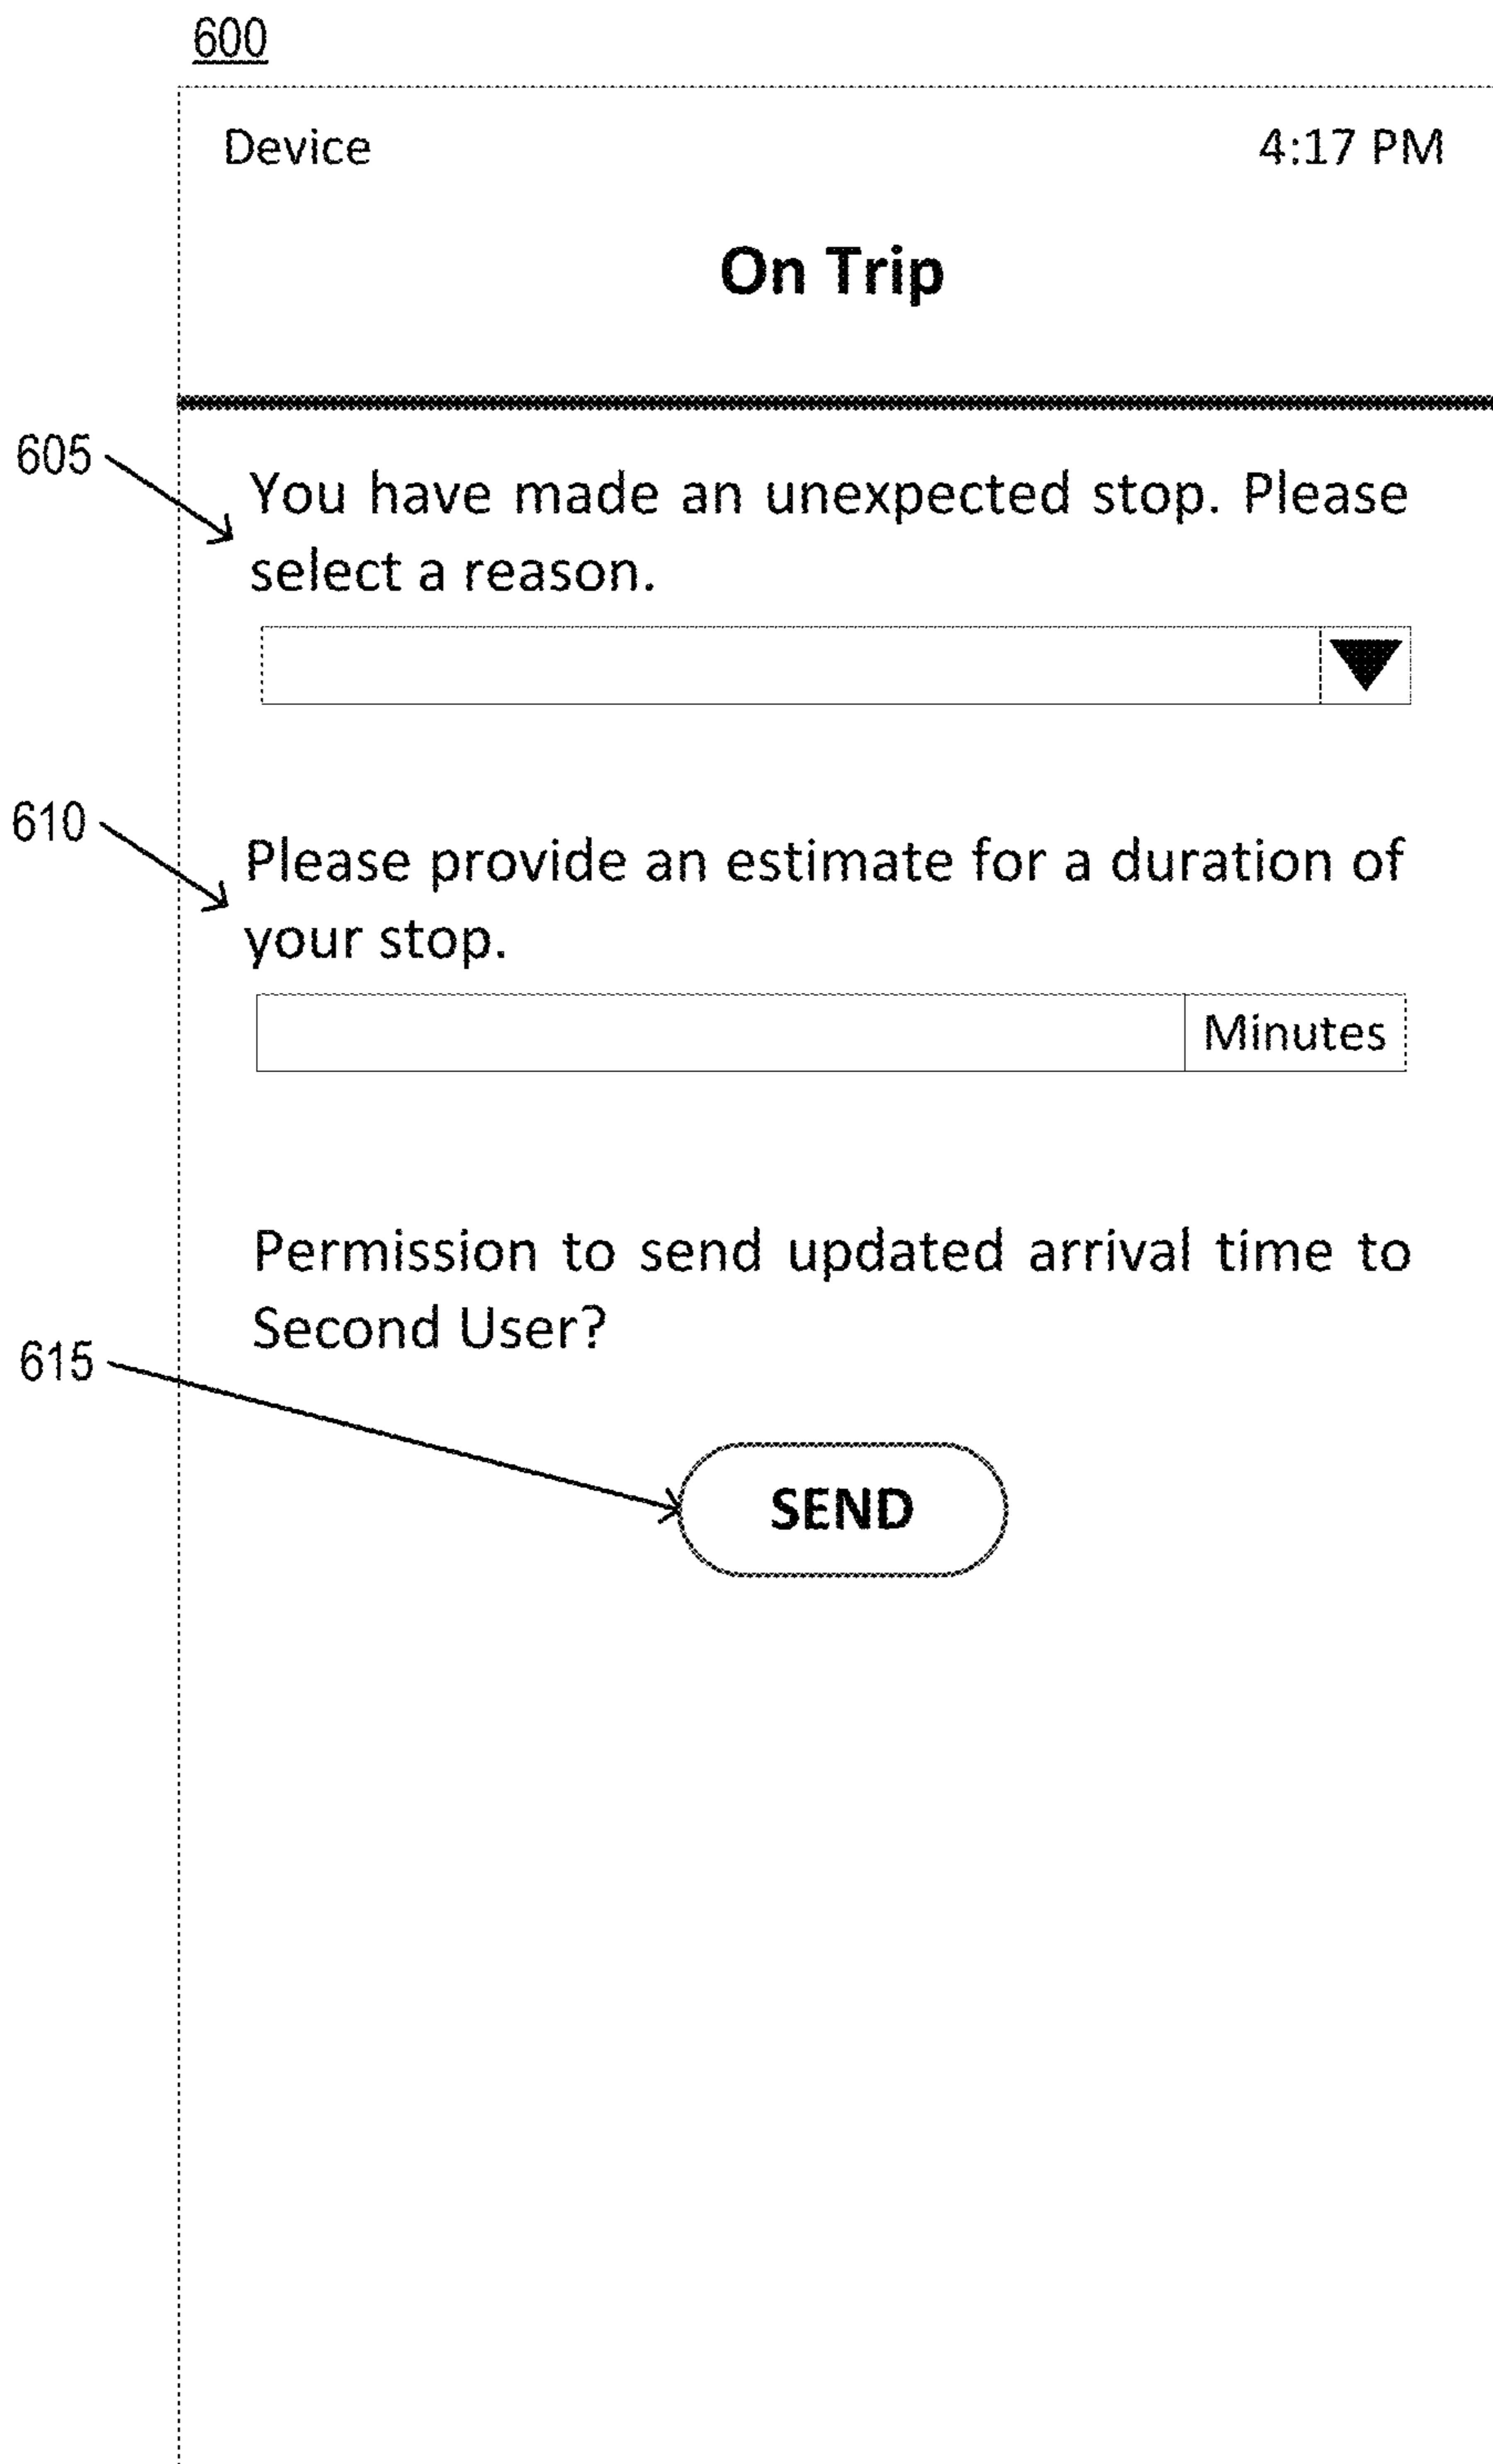 600
Device 4:17 PM
On Trip
605
You have made an unexpected stop. Please
select a reason.
610
Please provide an estimate for a duration of
your stop.
Minutes
Permission to send updated arrival time to
Second User?
615
SEND